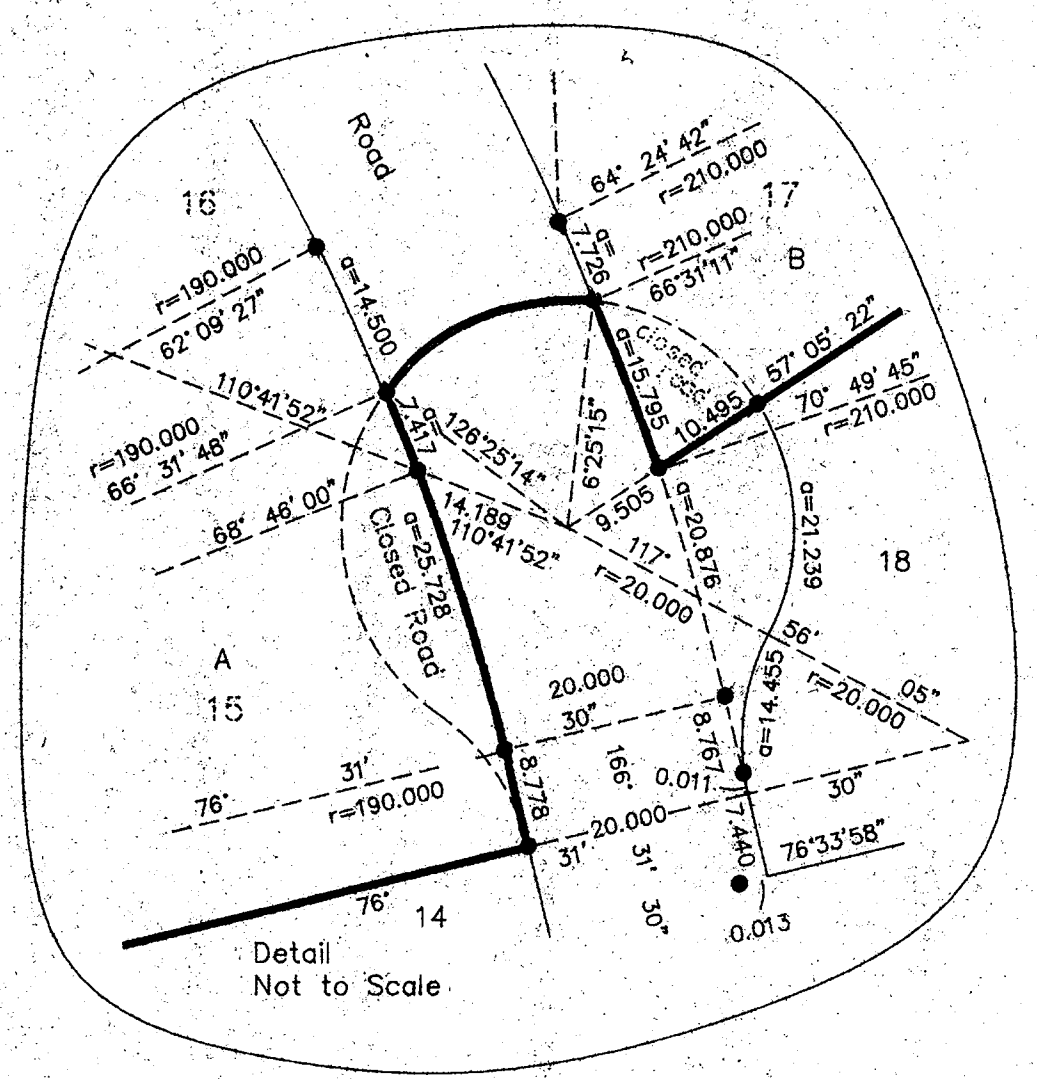 Road
64° 24' 42"
r=210.000
16
17
r=210.000
66°31'11"
B
a=
7.726
r=190.000
62° 09' 27"
a=14.500
closed
57° 05' 22"
a=15.795
110°41'52"
10.495
70° 49' 45"
r=210.000
a=
7.417
126°25'14"
6°25'15"
r=190.000
66° 31' 48"
68° 46' 00"
14.189
110°41'52"
9.505
a=20.876
a=21.239
117°
r=20.000
56'
05"
r=20.000
18
a=25.728
Closed Road
A
15
20.000
30"
a=14.455
8.767
166°
0.011
31'
76°
r=190.000
8.778
30"
20.000
31'
31'
30"
17.440
76°33'58"
76°
14
0.013
Detail
Not to Scale